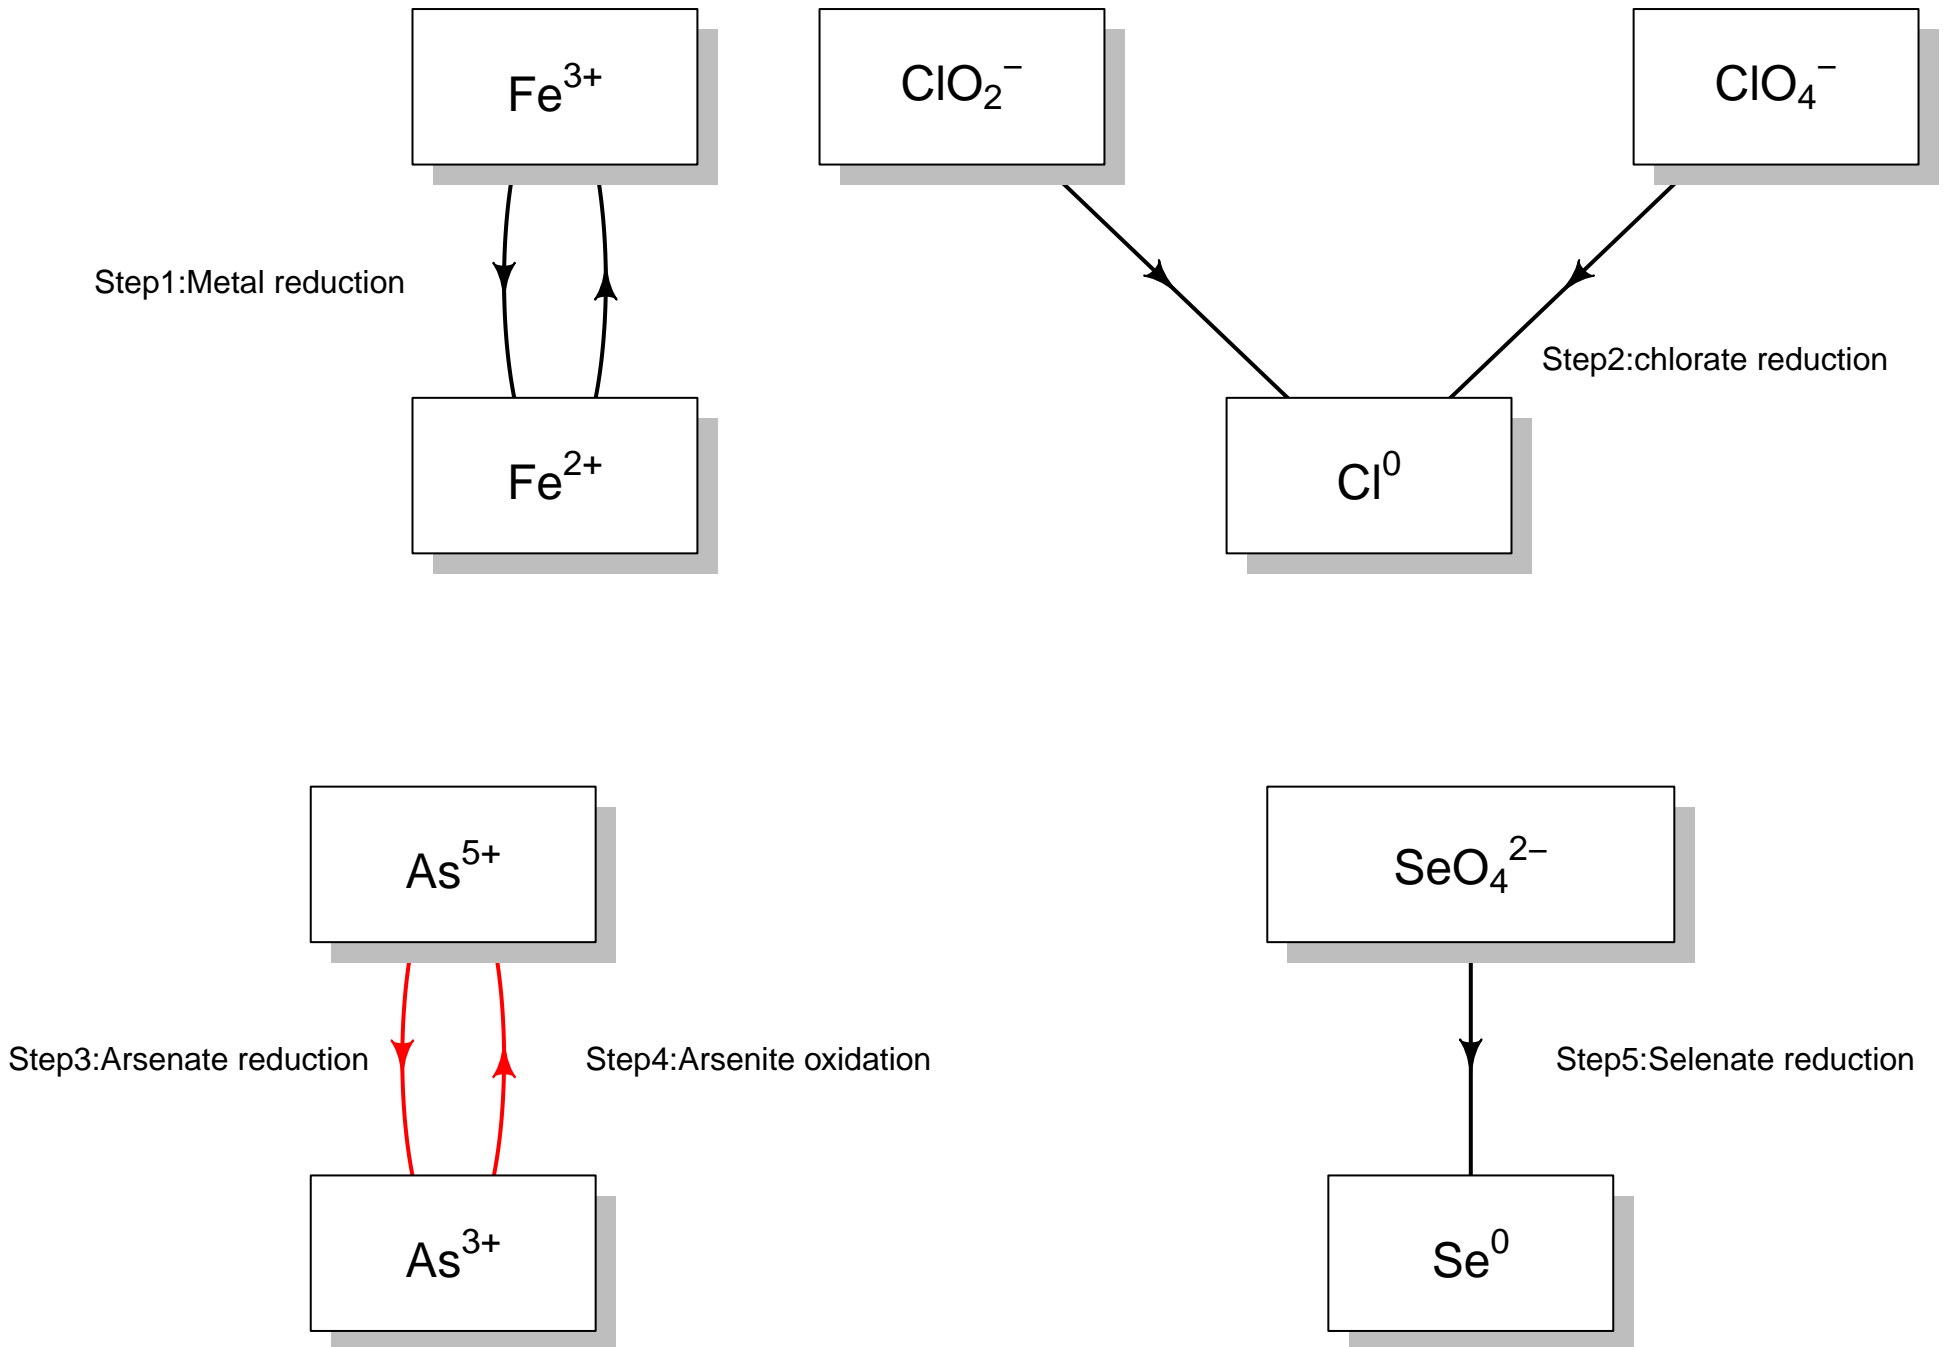 Fe³⁺
ClO₂⁻
ClO₄⁻
Step1:Metal reduction
Step2:chlorate reduction
Fe²⁺
Cl⁰
As⁵⁺
SeO₄²⁻
Step3:Arsenate reduction
Step4:Arsenite oxidation
Step5:Selenate reduction
As³⁺
Se⁰